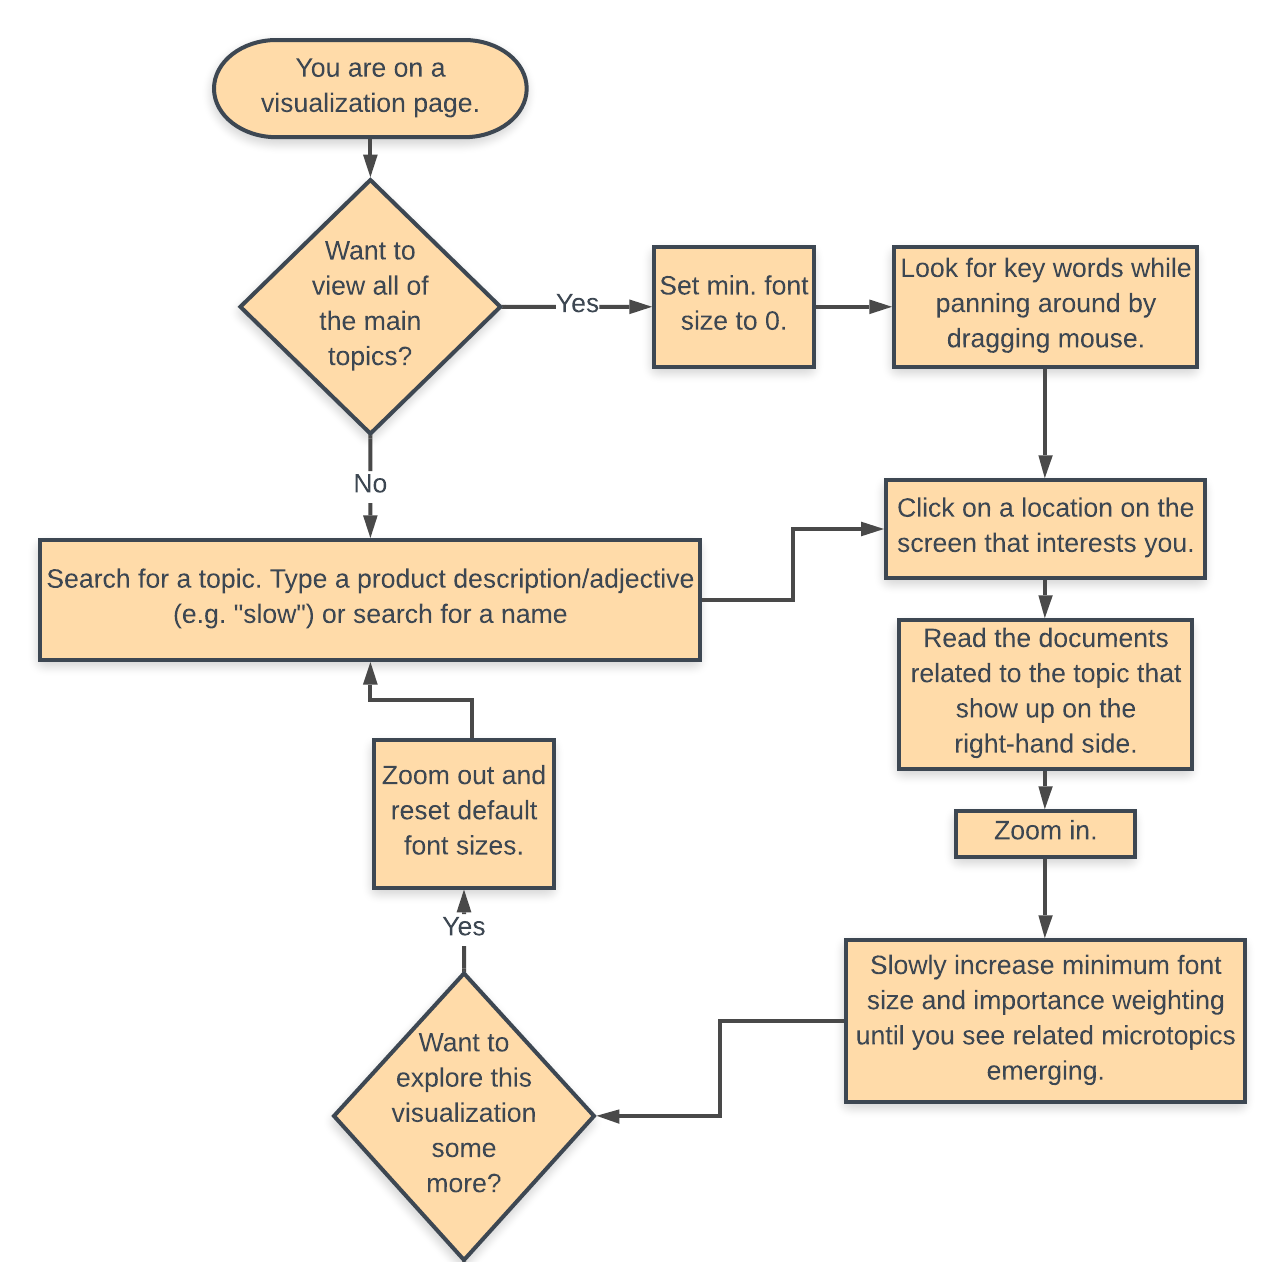 You are on a
visualization page.
Want to
view all of
the main
topics?
Yes
Set min. font
size to 0.
Look for key words while
panning around by
dragging mouse.
No
Search for a topic. Type a product description/adjective
(e.g. "slow") or search for a name
Click on a location on the
screen that interests you.
Read the documents
related to the topic that
show up on the
right-hand side.
Zoom in.
Slowly increase minimum font
size and importance weighting
until you see related microtopics
emerging.
Want to
explore this
visualization
some
more?
Yes
Zoom out and
reset default
font sizes.